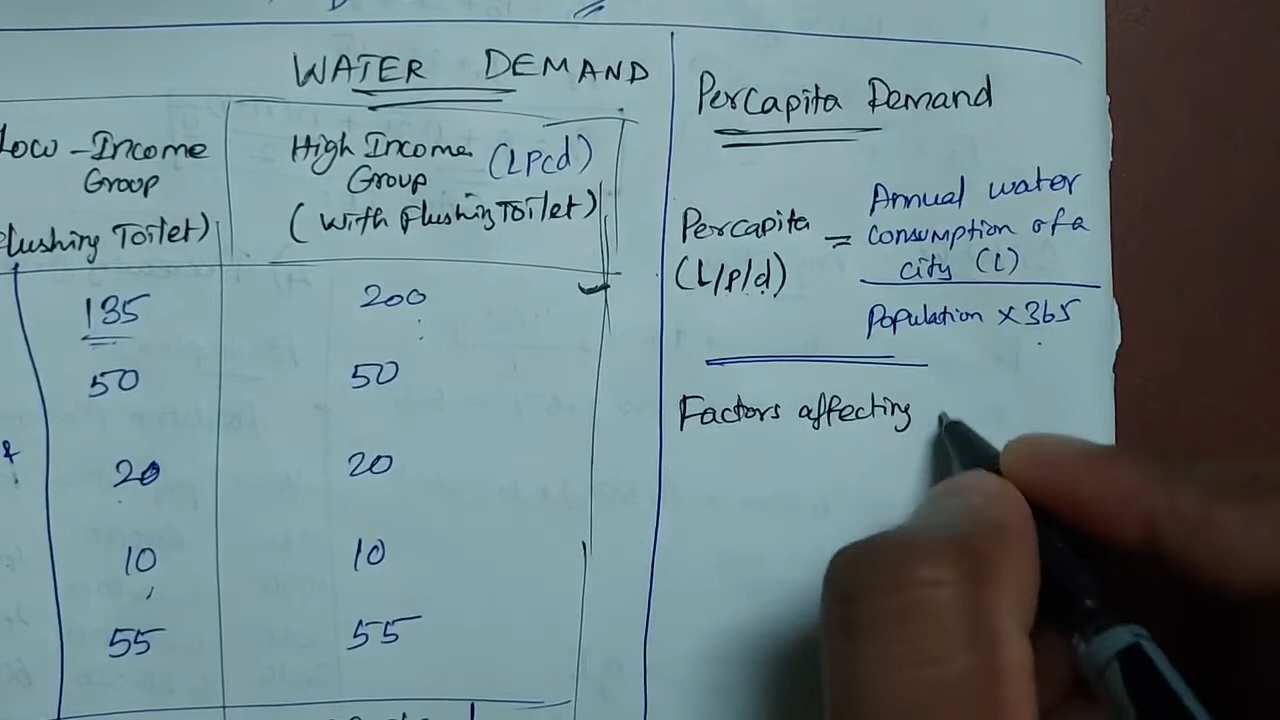 WATER DEMAND
Low-Income
Group
Flushing Toilet)
High Income (LPCd)
Group
(With Flushing Toilet)
135 200
50 50
20 20
10 10
55 55
Percapita Demand
Percapita =
(L/P/d)
Annual water
Consumption of a
city (L)
Population × 365
Factors affecting